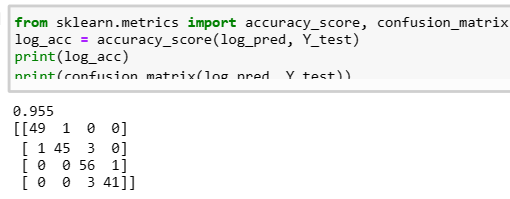 from sklearn.metrics import accuracy_score, confusion_matrix
log_acc = accuracy_score(log_pred, Y_test)
print(log_acc)
print(confusion_matrix(log_pred, Y_test))
0.955
[[49  1  0  0]
 [ 1 45  3  0]
 [ 0  0 56  1]
 [ 0  0  3 41]]